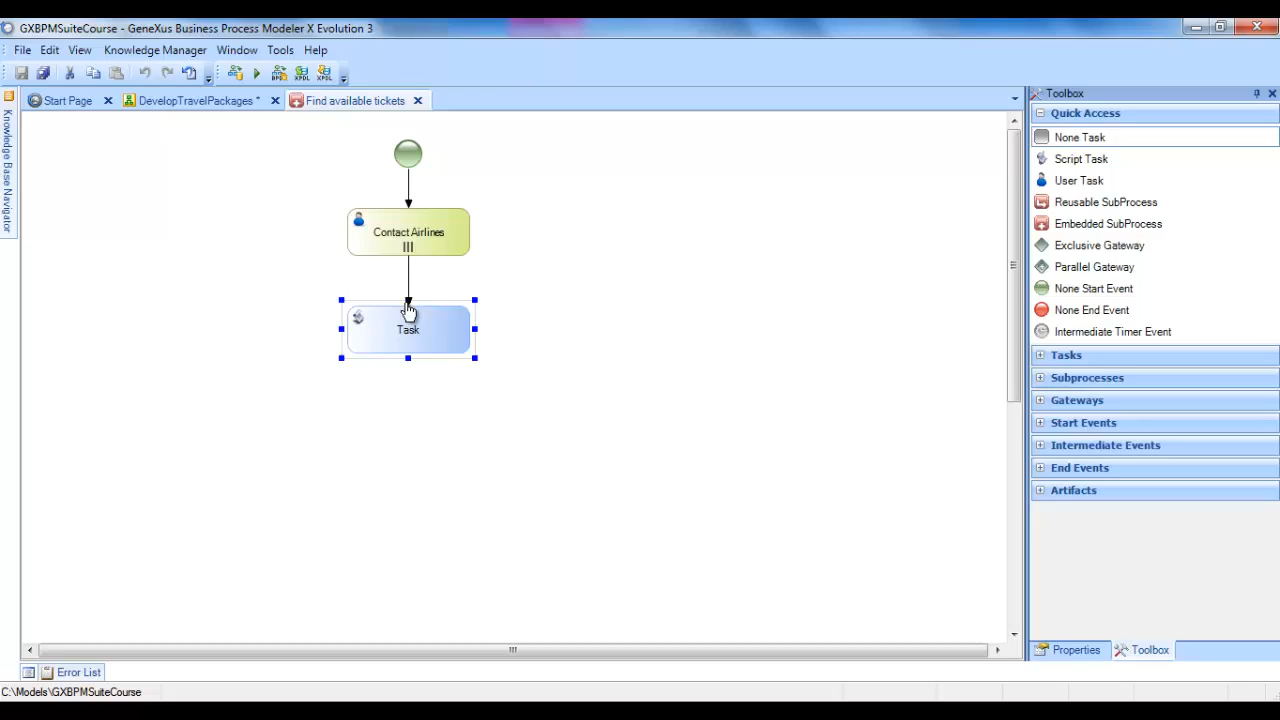 GXBPMSuiteCourse - GeneXus Business Process Modeler X Evolution 3
File Edit View Knowledge Manager Window Tools Help
Start Page DevelopTravelPackages * Find available tickets
Knowledge Base Navigator
Contact Airlines
Task
Toolbox
Quick Access
None Task
Script Task
User Task
Reusable SubProcess
Embedded SubProcess
Exclusive Gateway
Parallel Gateway
None Start Event
None End Event
Intermediate Timer Event
Tasks
Subprocesses
Gateways
Start Events
Intermediate Events
End Events
Artifacts
Properties Toolbox
Error List
C:\Models\GXBPMSuiteCourse